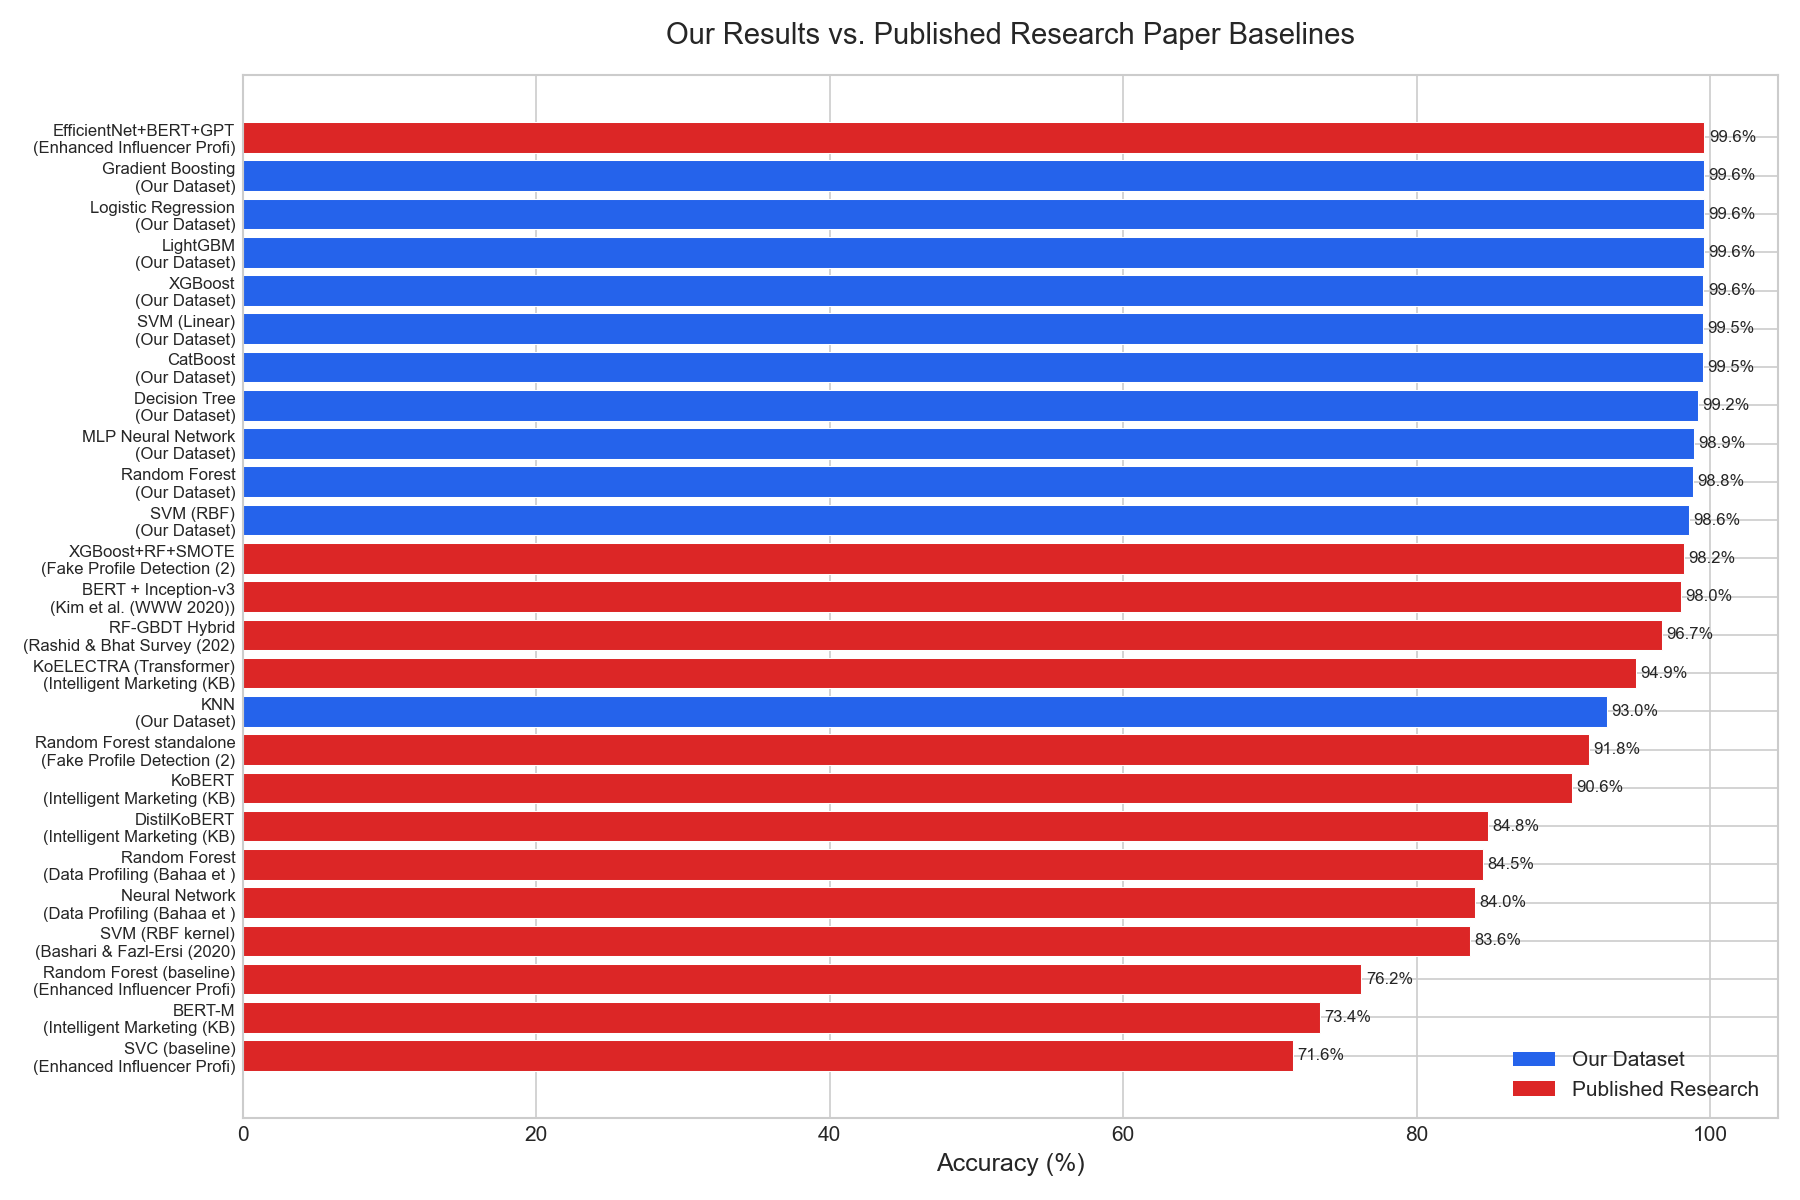 Our Results vs. Published Research Paper Baselines
EfficientNet+BERT+GPT
(Enhanced Influencer Profi)
99.6%
Gradient Boosting
(Our Dataset)
99.6%
Logistic Regression
(Our Dataset)
99.6%
LightGBM
(Our Dataset)
99.6%
XGBoost
(Our Dataset)
99.6%
SVM (Linear)
(Our Dataset)
99.5%
CatBoost
(Our Dataset)
99.5%
Decision Tree
(Our Dataset)
99.2%
MLP Neural Network
(Our Dataset)
98.9%
Random Forest
(Our Dataset)
98.8%
SVM (RBF)
(Our Dataset)
98.6%
XGBoost+RF+SMOTE
(Fake Profile Detection (2)
98.2%
BERT + Inception-v3
(Kim et al. (WWW 2020))
98.0%
RF-GBDT Hybrid
(Rashid & Bhat Survey (202)
96.7%
KoELECTRA (Transformer)
(Intelligent Marketing (KB)
94.9%
KNN
(Our Dataset)
93.0%
Random Forest standalone
(Fake Profile Detection (2)
91.8%
KoBERT
(Intelligent Marketing (KB)
90.6%
DistilKoBERT
(Intelligent Marketing (KB)
84.8%
Random Forest
(Data Profiling (Bahaa et )
84.5%
Neural Network
(Data Profiling (Bahaa et )
84.0%
SVM (RBF kernel)
(Bashari & Fazl-Ersi (2020)
83.6%
Random Forest (baseline)
(Enhanced Influencer Profi)
76.2%
BERT-M
(Intelligent Marketing (KB)
73.4%
SVC (baseline)
(Enhanced Influencer Profi)
71.6%
Our Dataset
Published Research
0 20 40 60 80 100
Accuracy (%)